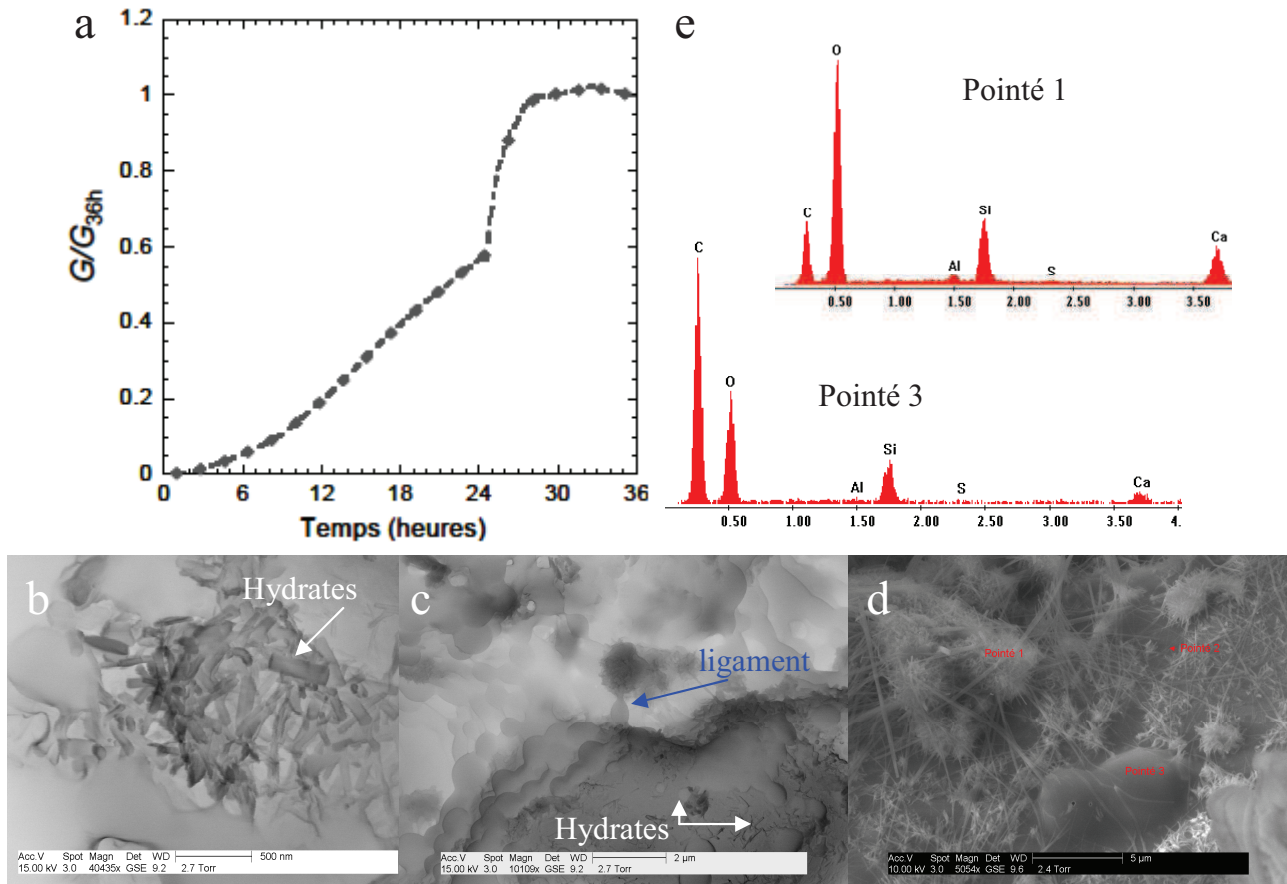 a
1.2
1
0.8
0.6
0.4
0.2
0
G/G36h
0 6 12 18 24 30 36
Temps (heures)
e
Pointé 1
C
O
Al
Si
S
Ca
0.50 1.00 1.50 2.00 2.50 3.00 3.50
Pointé 3
C
O
Al
Si
S
Ca
0.50 1.00 1.50 2.00 2.50 3.00 3.50 4.
b
Hydrates
Acc.V Spot Magn Det WD 500 nm
15.00 kV 3.0 40435x GSE 9.2 2.7 Torr
c
ligament
Hydrates
Acc.V Spot Magn Det WD 2 µm
15.00 kV 3.0 10109x GSE 9.2 2.7 Torr
d
Pointé 1
Pointé
Pointé
Acc.V Spot Magn Det WD 5 µm
10.00 kV 3.0 5054x GSE 9.6 2.4 Torr